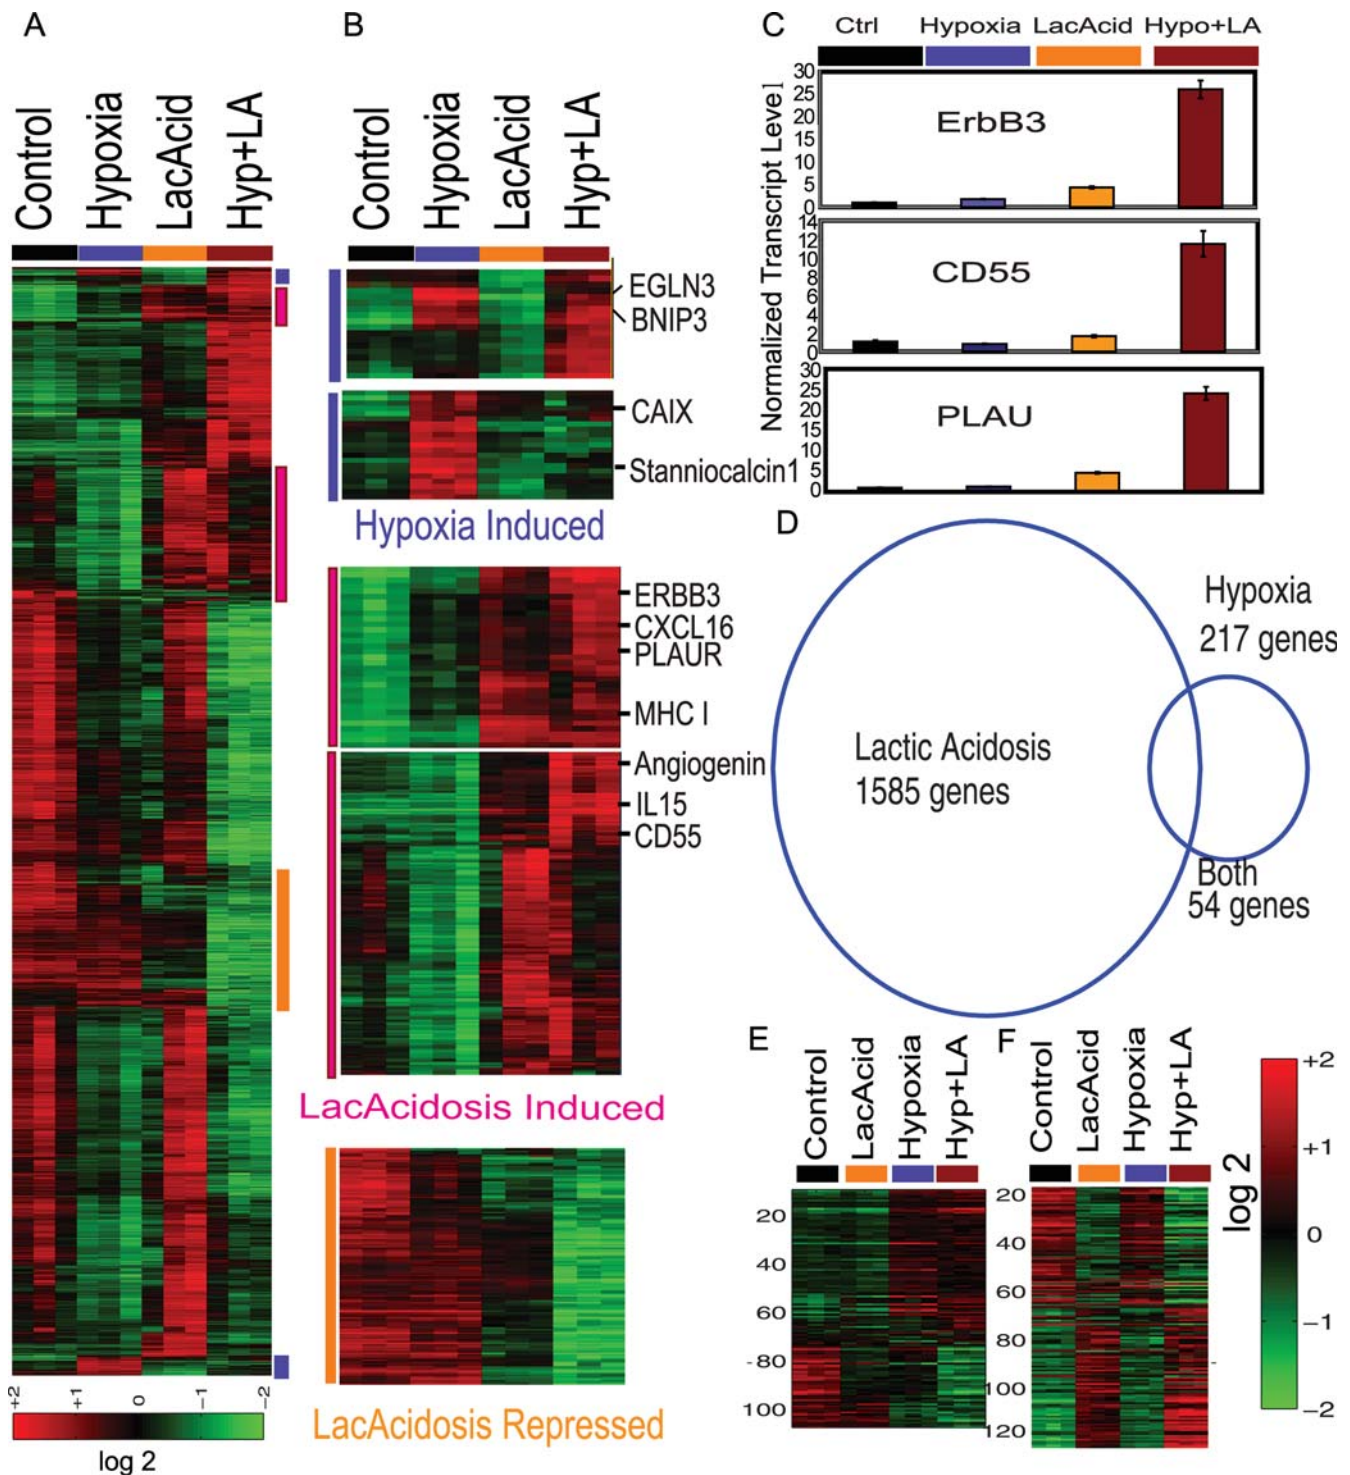 A
Control
Hypoxia
LacAcid
Hyp+LA
+2
+1
0
−1
−2
log 2
B
Control
Hypoxia
LacAcid
Hyp+LA
EGLN3
BNIP3
CAIX
Stanniocalcin1
Hypoxia Induced
ERBB3
CXCL16
PLAUR
MHC I
Angiogenin
IL15
CD55
LacAcidosis Induced
LacAcidosis Repressed
C
Ctrl Hypoxia LacAcid Hypo+LA
Normalized Transcript Level]
30
25
20
15
10
5
0
ErbB3
14
12
10
8
6
4
2
0
CD55
30
25
20
15
10
5
0
PLAU
D
Hypoxia
217 genes
Lactic Acidosis
1585 genes
Both
54 genes
E
Control
LacAcid
Hypoxia
Hyp+LA
20
40
60
-80
100
F
Control
LacAcid
Hypoxia
Hyp+LA
20
40
60
80
100
120
log 2
+2
+1
0
−1
−2